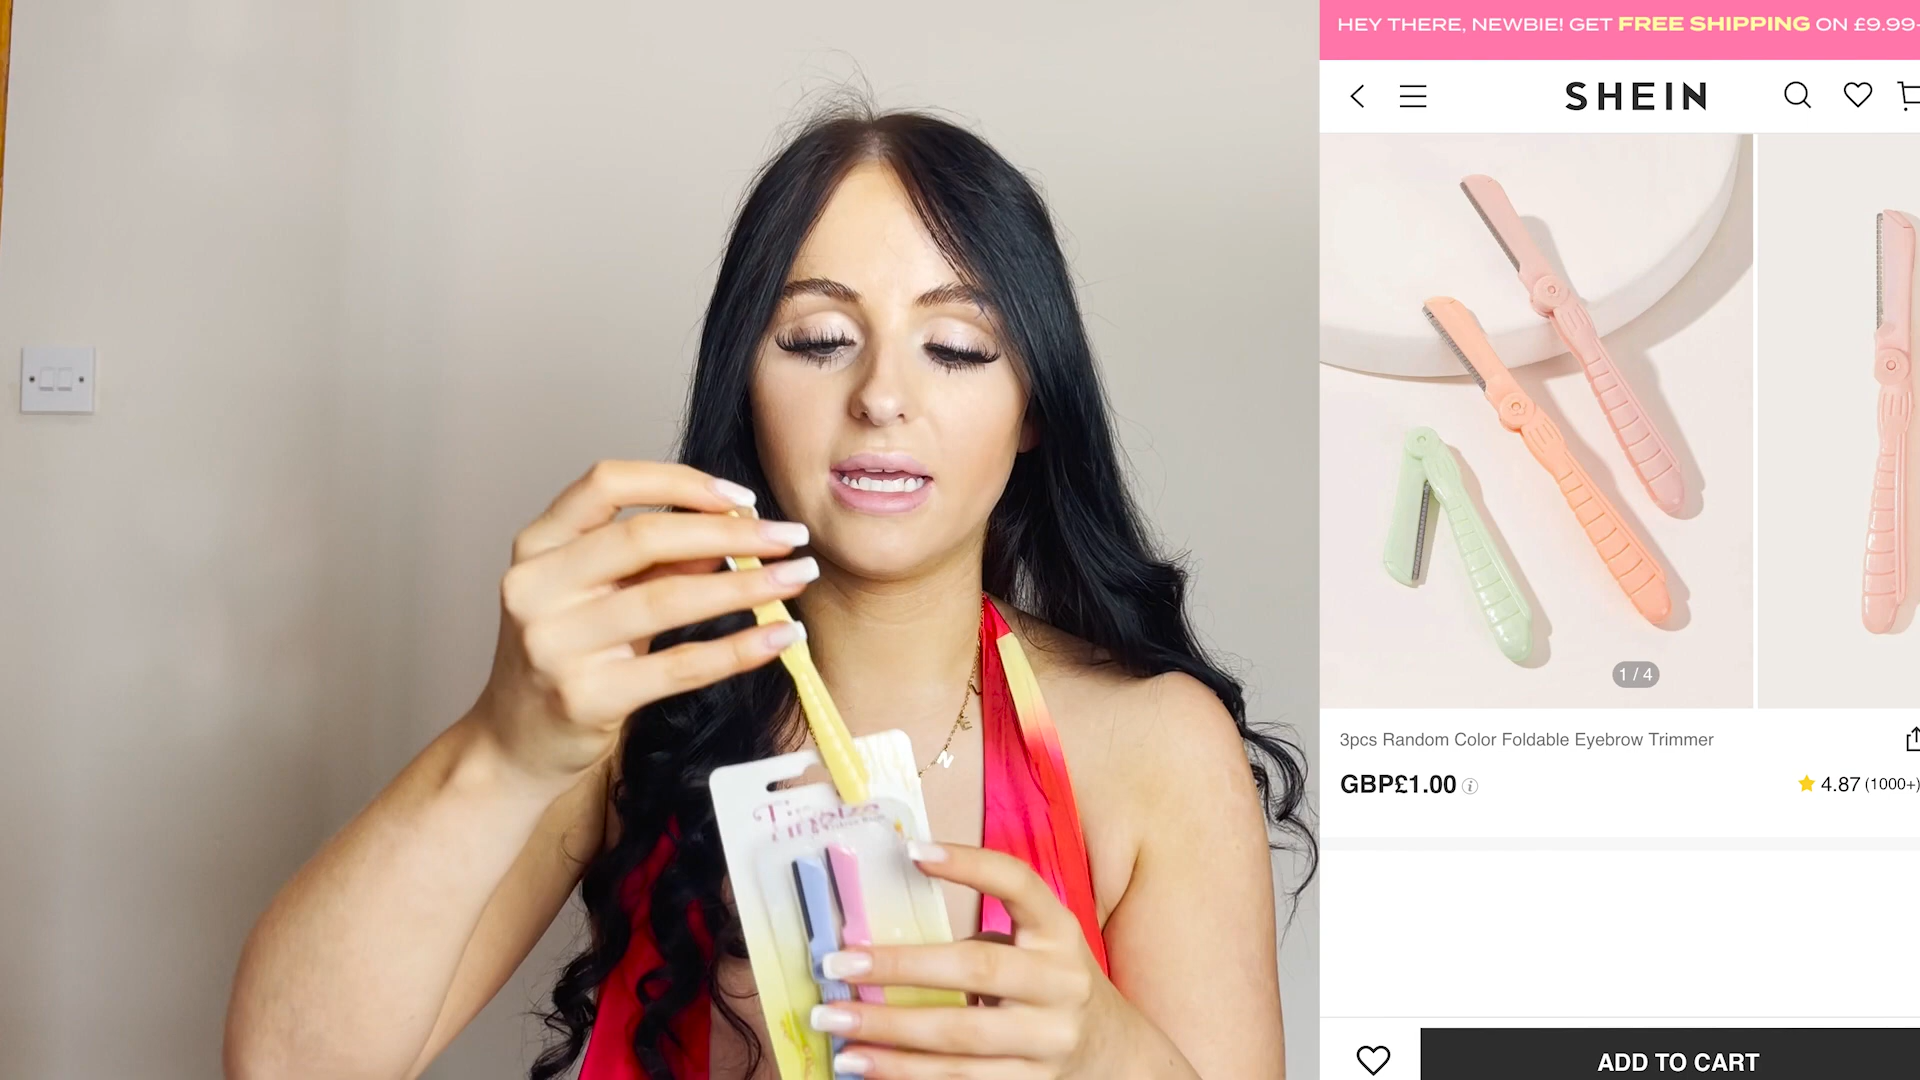 HEY THERE, NEWBIE! GET FREE SHIPPING ON £9.99
SHEIN
1 / 4
3pcs Random Color Foldable Eyebrow Trimmer
GBP£1.00
4.87 (1000+)
ADD TO CART